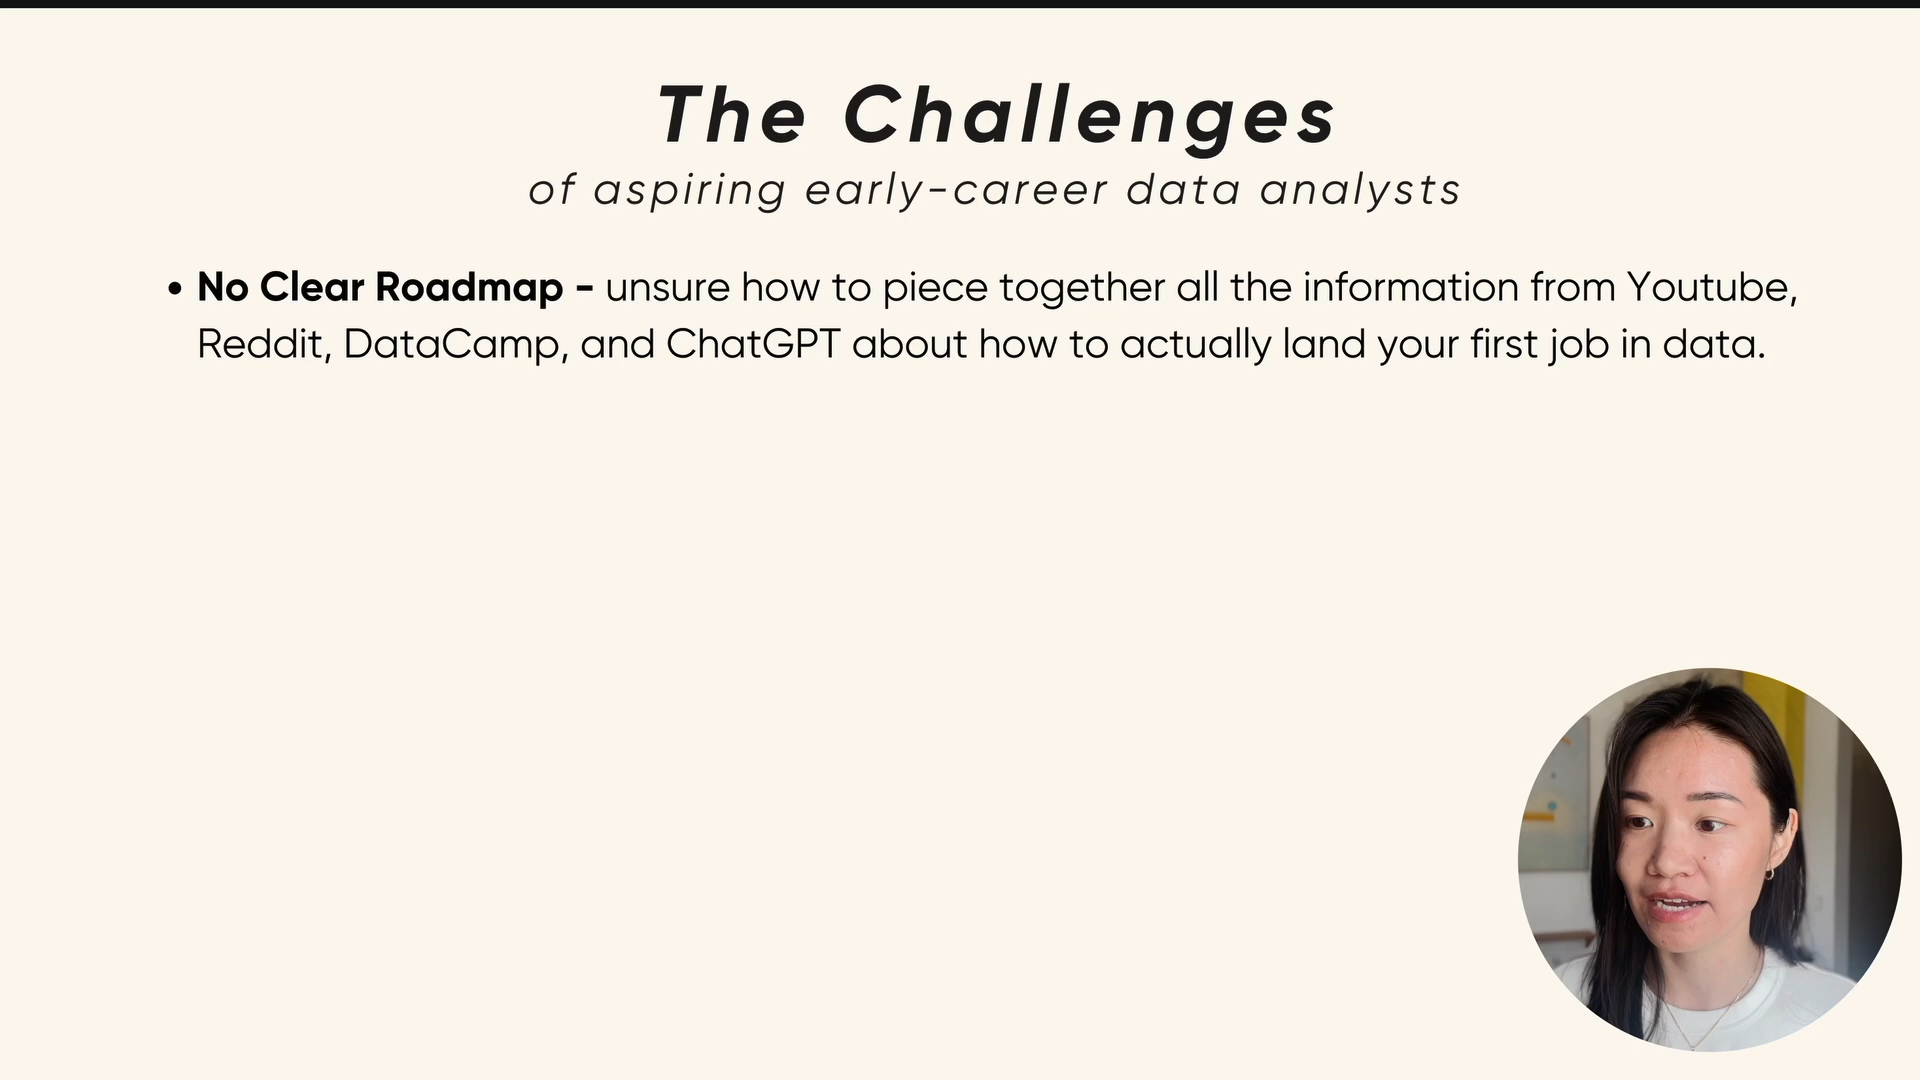 The Challenges
of aspiring early-career data analysts
• No Clear Roadmap - unsure how to piece together all the information from Youtube,
Reddit, DataCamp, and ChatGPT about how to actually land your first job in data.